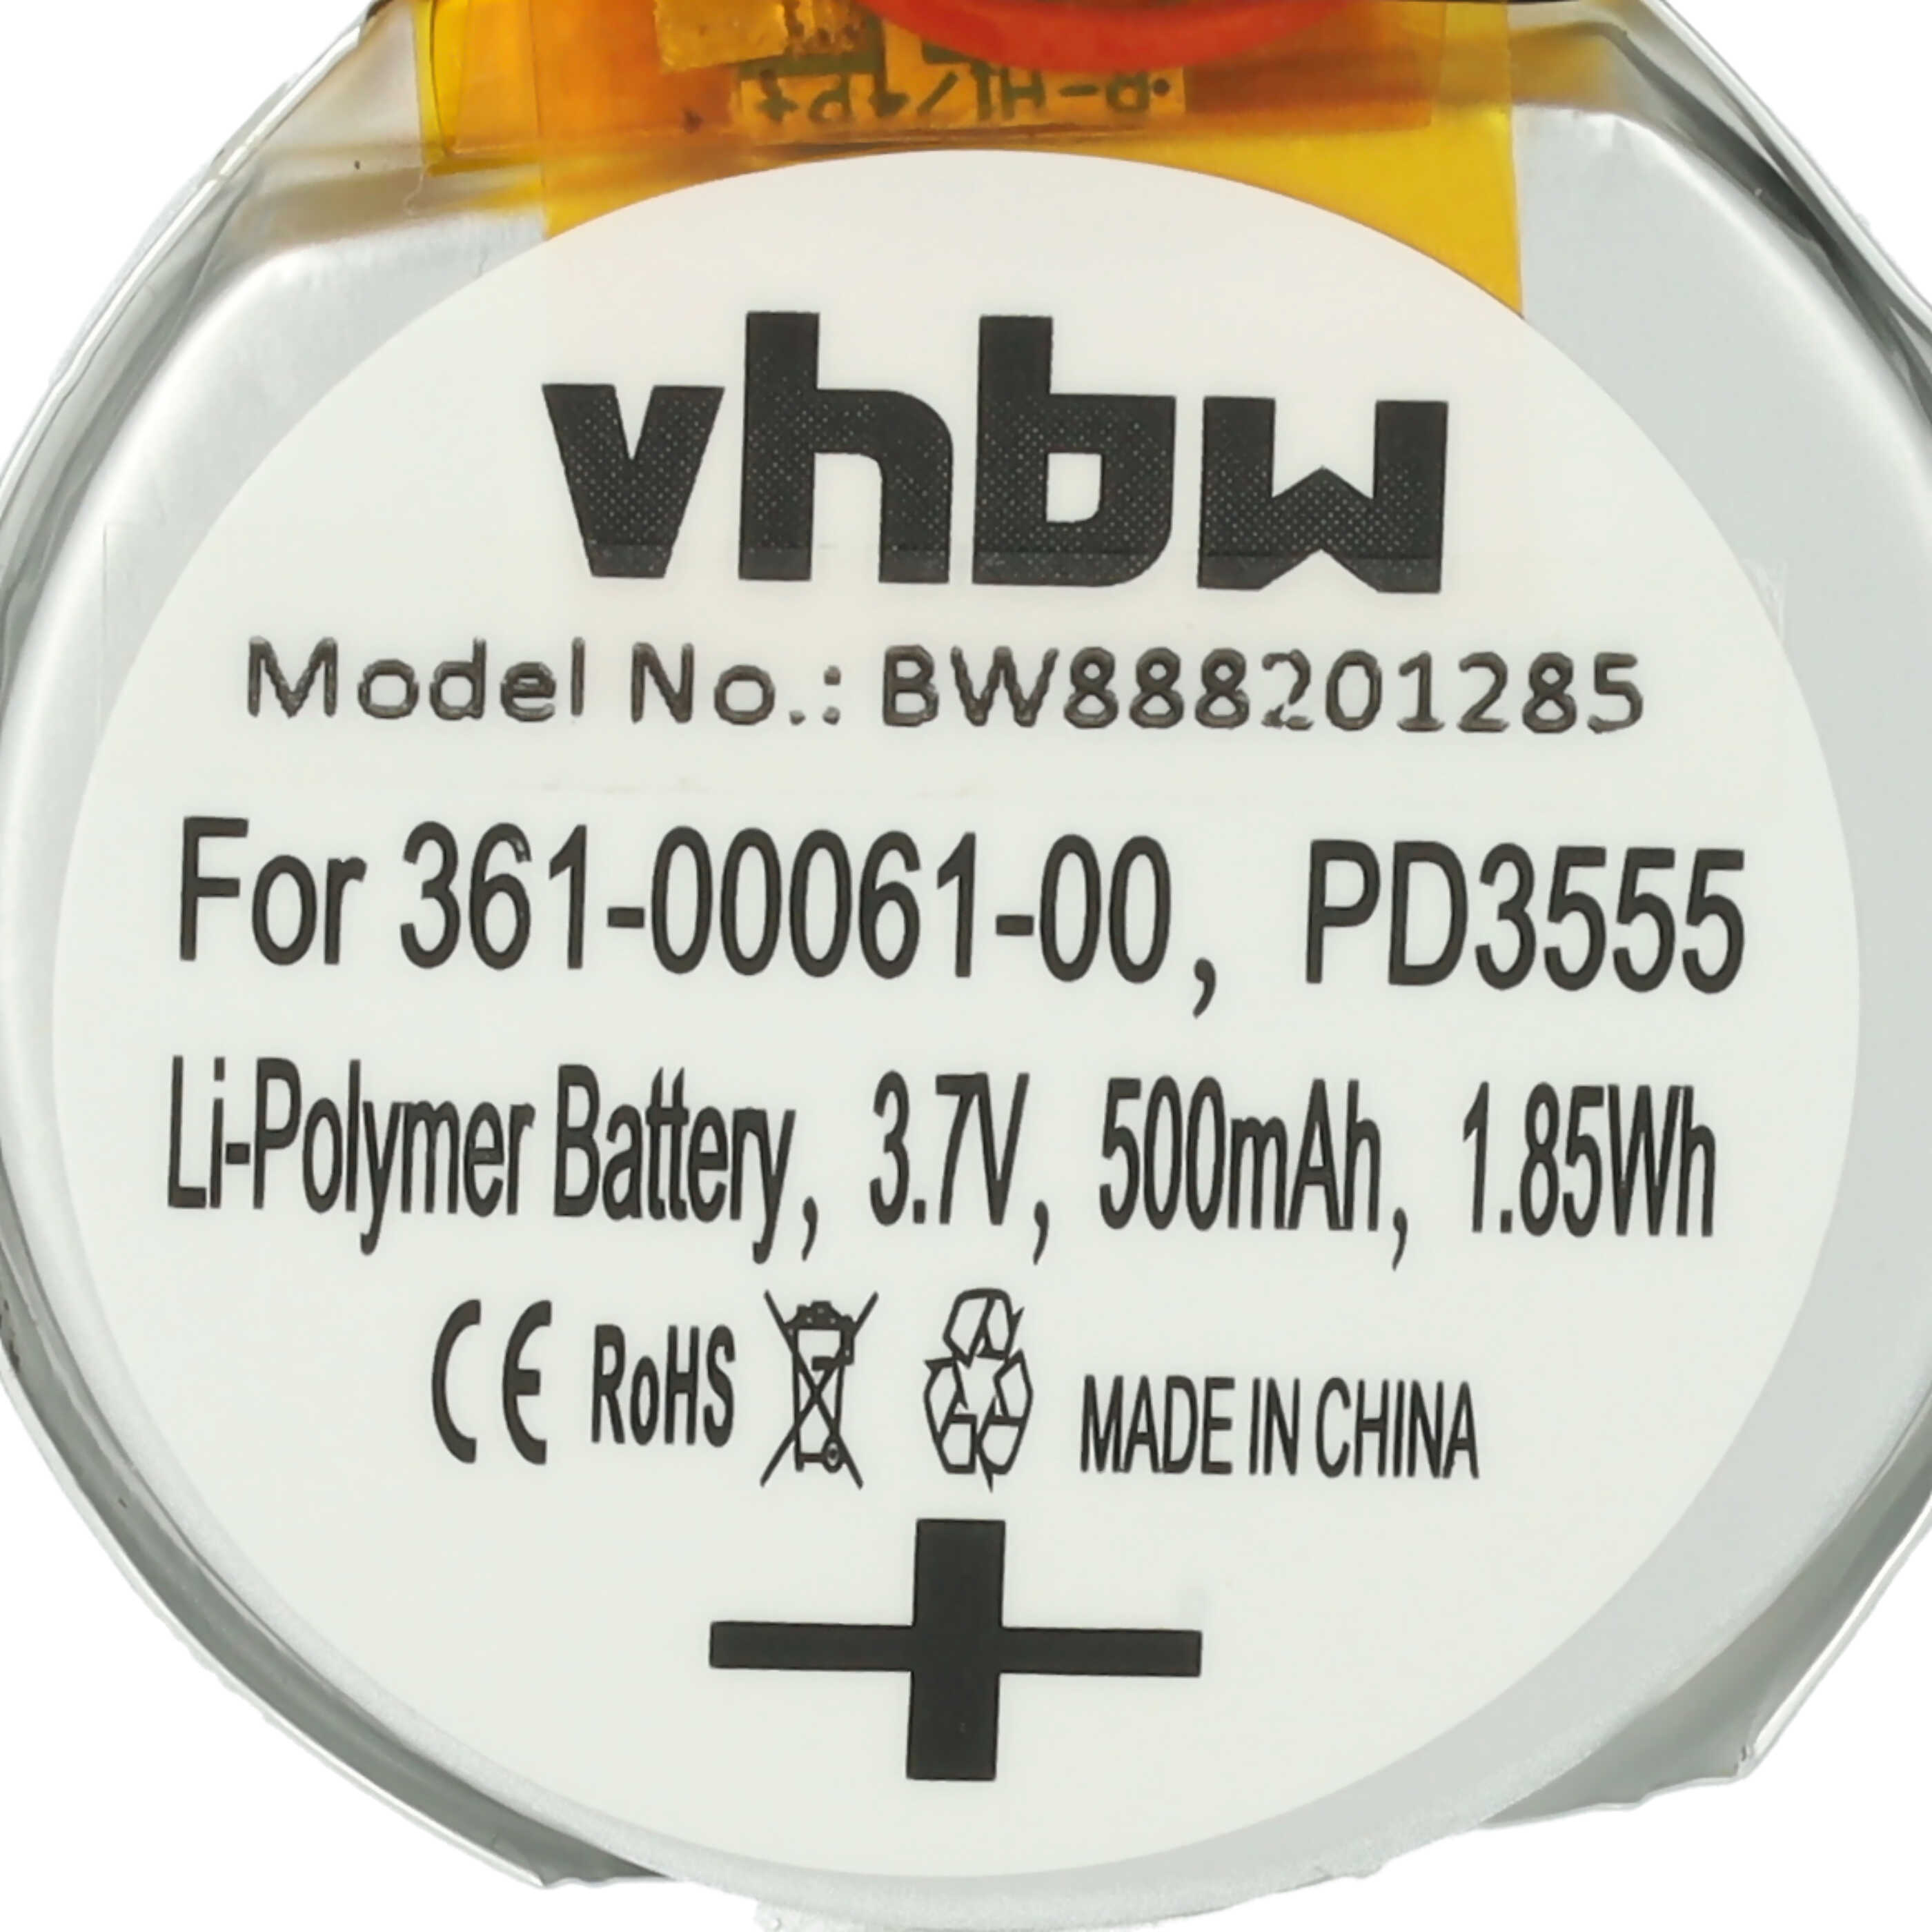 vhbw
Model No.: BW888201285
For 361-00061-00, PD3555
Li-Polymer Battery, 3.7V, 500mAh, 1.85Wh
CE RoHS MADE IN CHINA